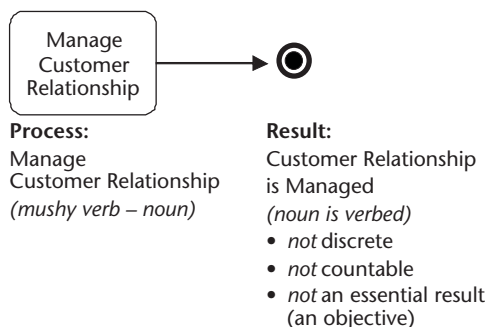 Manage
Customer
Relationship
Process:
Manage
Customer Relationship
(mushy verb – noun)
Result:
Customer Relationship
is Managed
(noun is verbed)
• not discrete
• not countable
• not an essential result
(an objective)